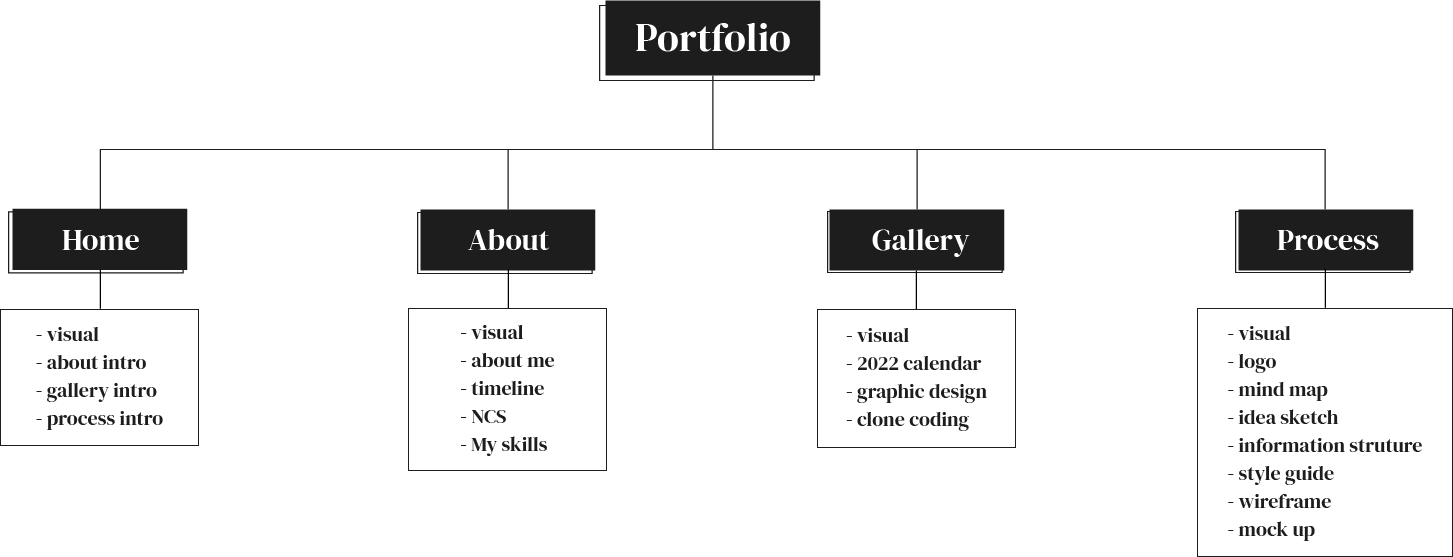 Portfolio
Home
- visual
- about intro
- gallery intro
- process intro
About
- visual
- about me
- timeline
- NCS
- My skills
Gallery
- visual
- 2022 calendar
- graphic design
- clone coding
Process
- visual
- logo
- mind map
- idea sketch
- information struture
- style guide
- wireframe
- mock up